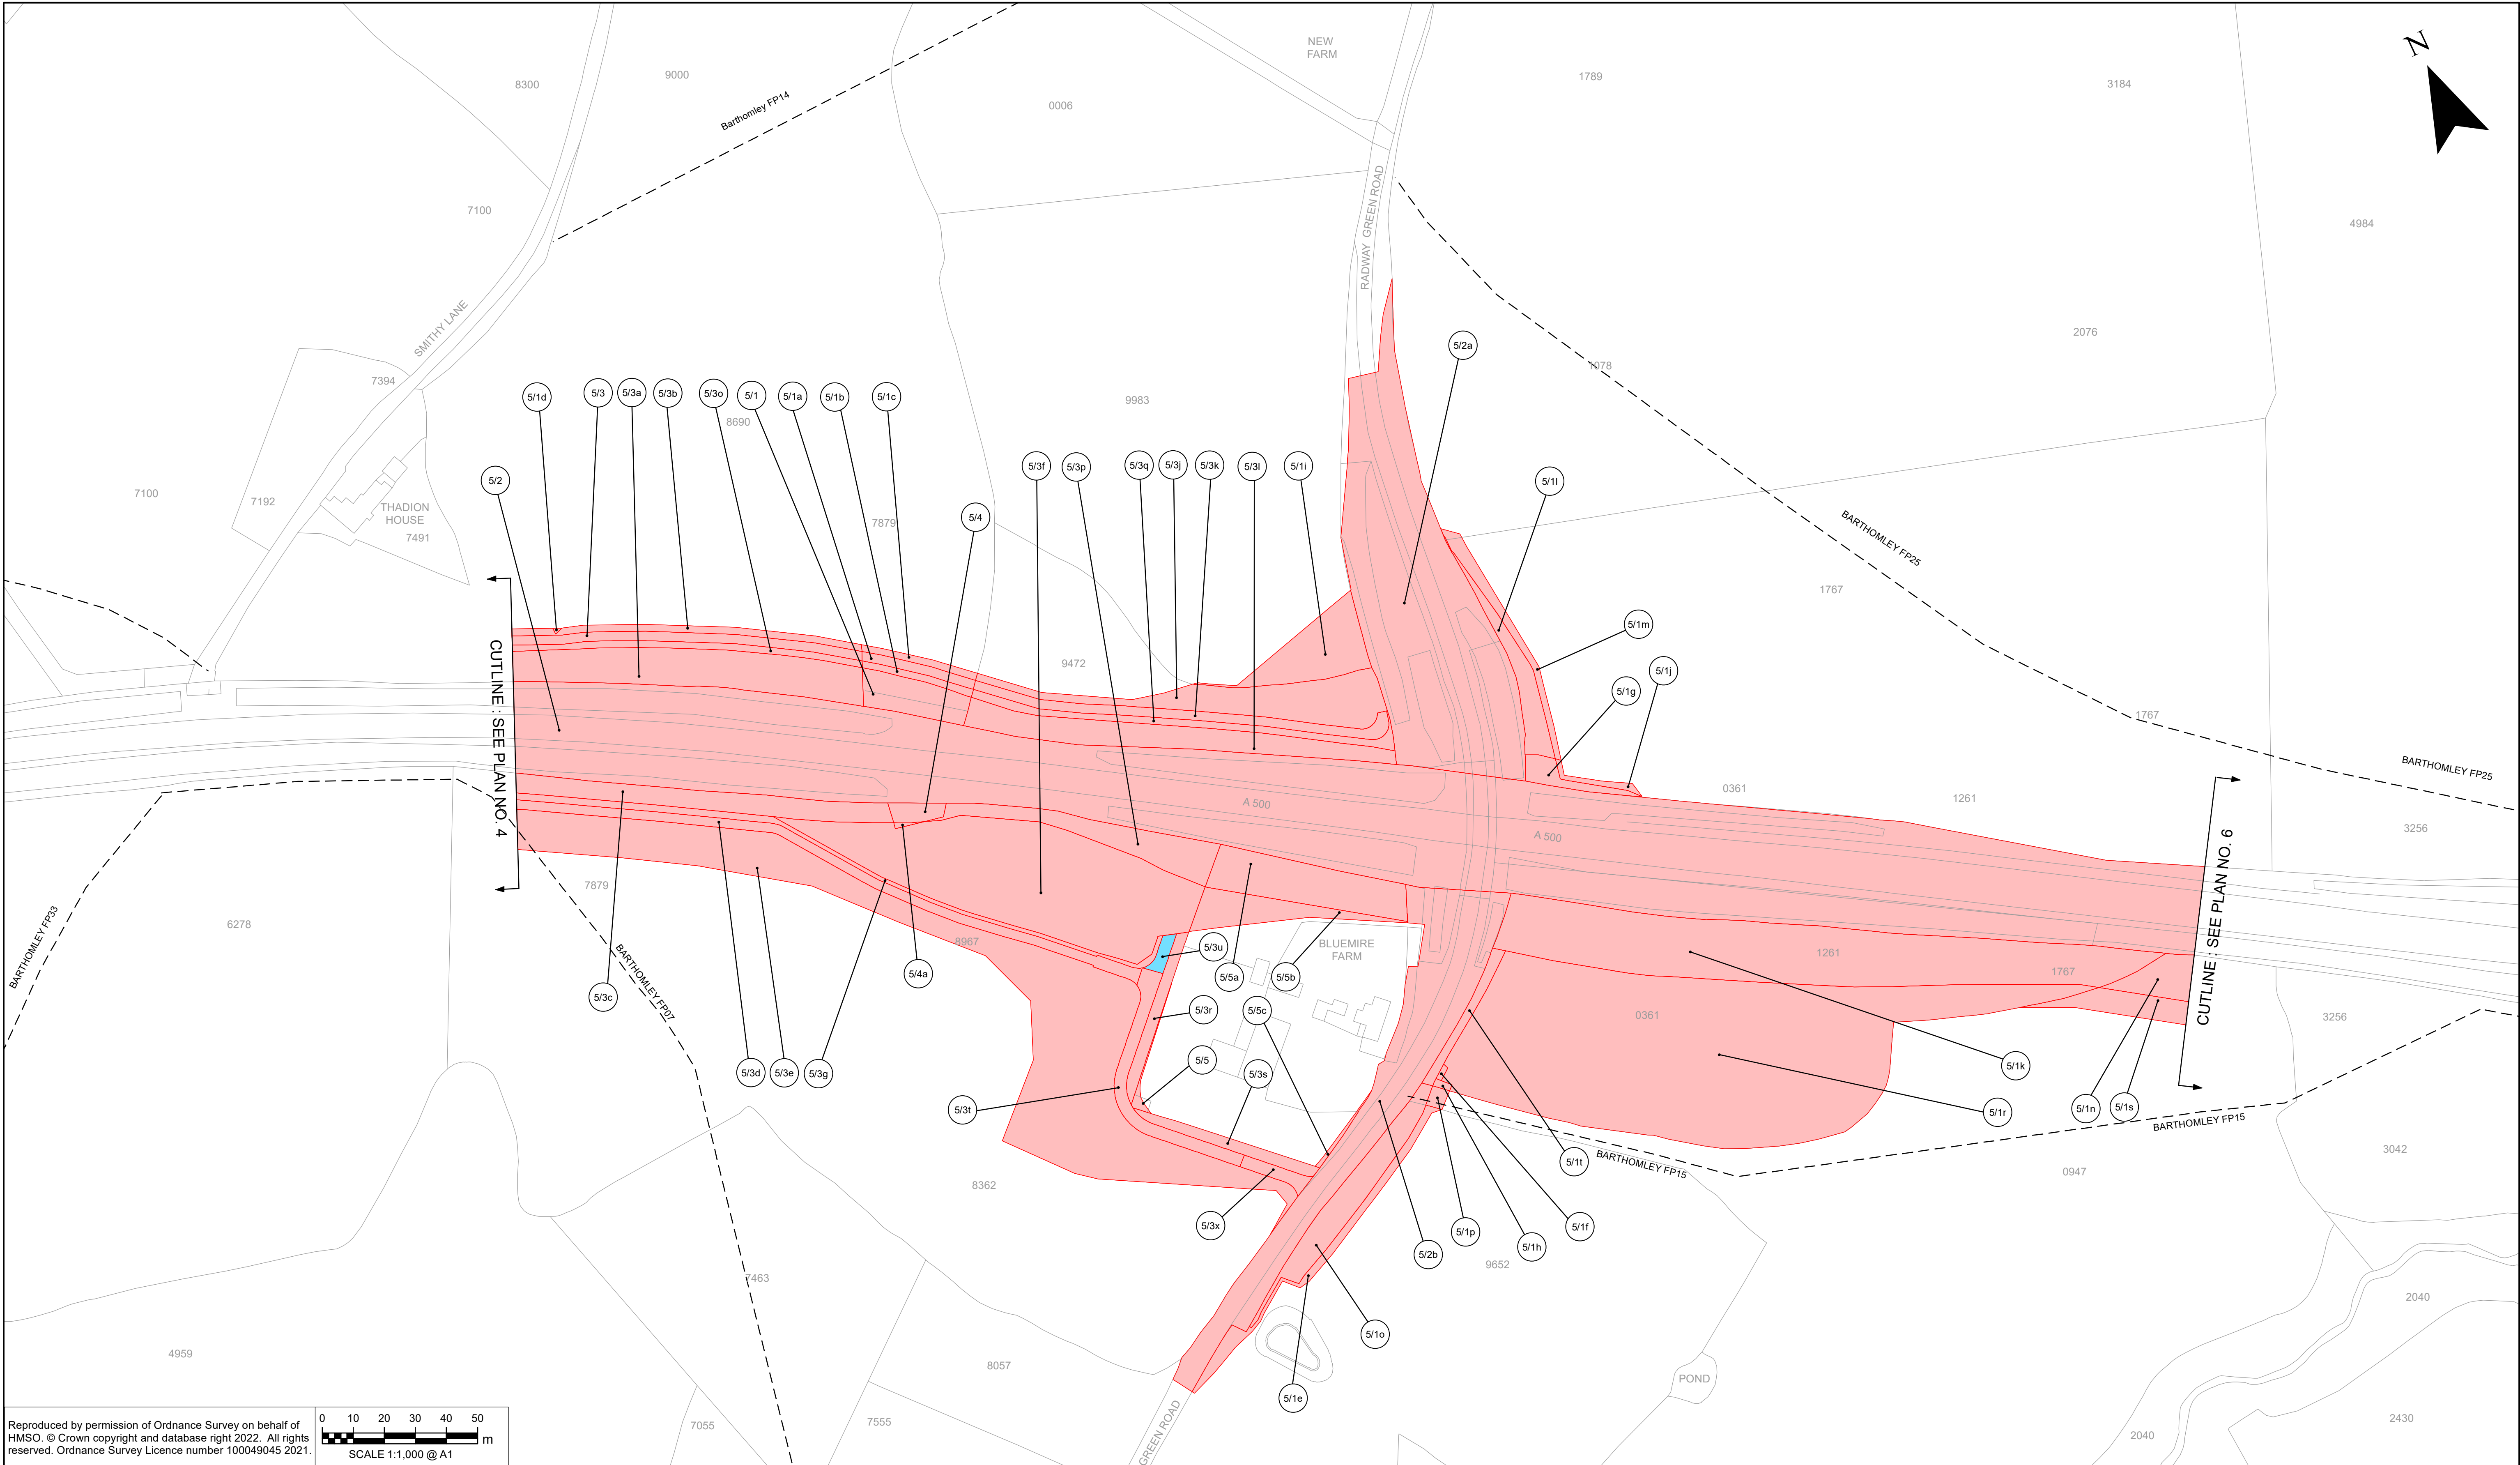 NEW
FARM
N
8300
9000
1789
3184
0006
Barthomley FP14
RADWAY GREEN ROAD
7100
4984
SMITHY LANE
2076
5/2a
1078
7394
5/1d
5/3
5/3a
5/3b
5/3o
5/1
5/1a
5/1b
5/1c
9983
8690
5/2
5/3f
5/3p
5/3q
5/3j
5/3k
5/3l
5/1i
5/1l
7100
7192
THADION
HOUSE
7491
5/4
7879
BARTHOMLEY FP25
1767
5/1m
9472
5/1j
5/1g
1767
CUTLINE : SEE PLAN NO. 4
BARTHOMLEY FP25
A 500
0361
1261
A 500
3256
CUTLINE : SEE PLAN NO. 6
7879
6278
BARTHOMLEY FP33
8967
BLUEMIRE
FARM
5/3u
1261
5/4a
5/5a
5/5b
1767
BARTHOMLEY FP07
5/3c
5/3r
5/5c
0361
3256
5/3d
5/3e
5/3g
5/5
5/3s
5/1k
5/3t
5/1r
5/1n
5/1s
BARTHOMLEY FP15
5/1t
BARTHOMLEY FP15
3042
8362
0947
5/3x
5/1p
5/1f
5/2b
5/1h
9652
7463
2040
5/1o
4959
8057
5/1e
POND
7055
7555
GREEN ROAD
2430
2040
Reproduced by permission of Ordnance Survey on behalf of
HMSO. © Crown copyright and database right 2022. All rights
reserved. Ordnance Survey Licence number 100049045 2021.
0 10 20 30 40 50
m
SCALE 1:1,000 @ A1